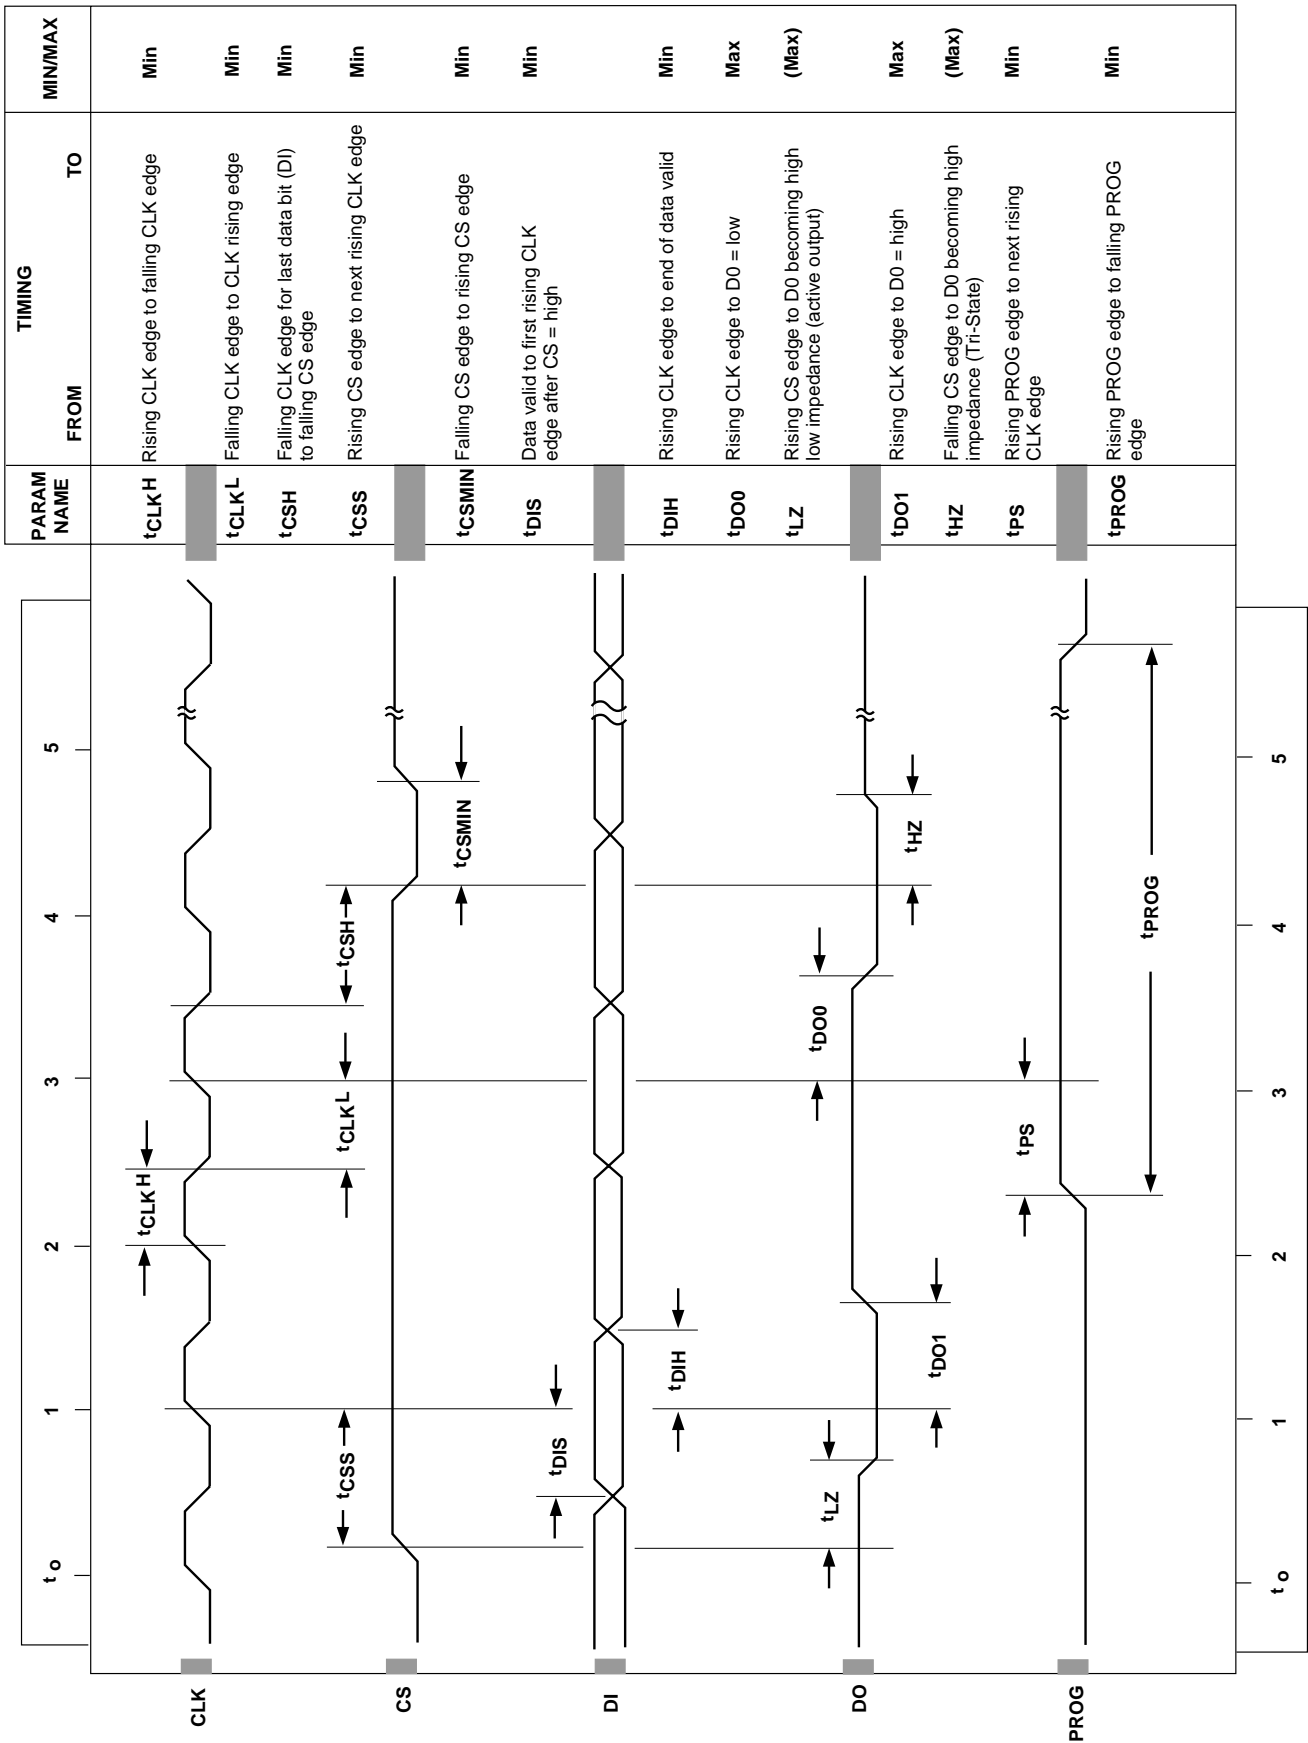 t o
1
2
3
4
5
PARAM
NAME
TIMING
FROM
TO
MIN/MAX
CLK
tCLKH
tCLKH
Rising CLK edge to falling CLK edge
Min
tCLKL
Falling CLK edge to CLK rising edge
Min
tCSH
Falling CLK edge for last data bit (DI)
to falling CS edge
Min
tCSS
tCLKL
tCSH
tCSS
Rising CS edge to next rising CLK edge
Min
CS
tCSMIN
tCSMIN
Falling CS edge to rising CS edge
Min
tDIS
tDIS
Data valid to first rising CLK
edge after CS = high
Min
DI
tDIH
tDIH
Rising CLK edge to end of data valid
Min
tDO0
Rising CLK edge to D0 = low
Max
tLZ
tDO0
tLZ
Rising CS edge to D0 becoming high
low impedance (active output)
(Max)
DO
tHZ
tDO1
Rising CLK edge to D0 = high
Max
tDO1
tHZ
Falling CS edge to D0 becoming high
impedance (Tri-State)
(Max)
tPS
tPS
Rising PROG edge to next rising
CLK edge
Min
PROG
tPROG
tPROG
Rising PROG edge to falling PROG
edge
Min
t o
1
2
3
4
5